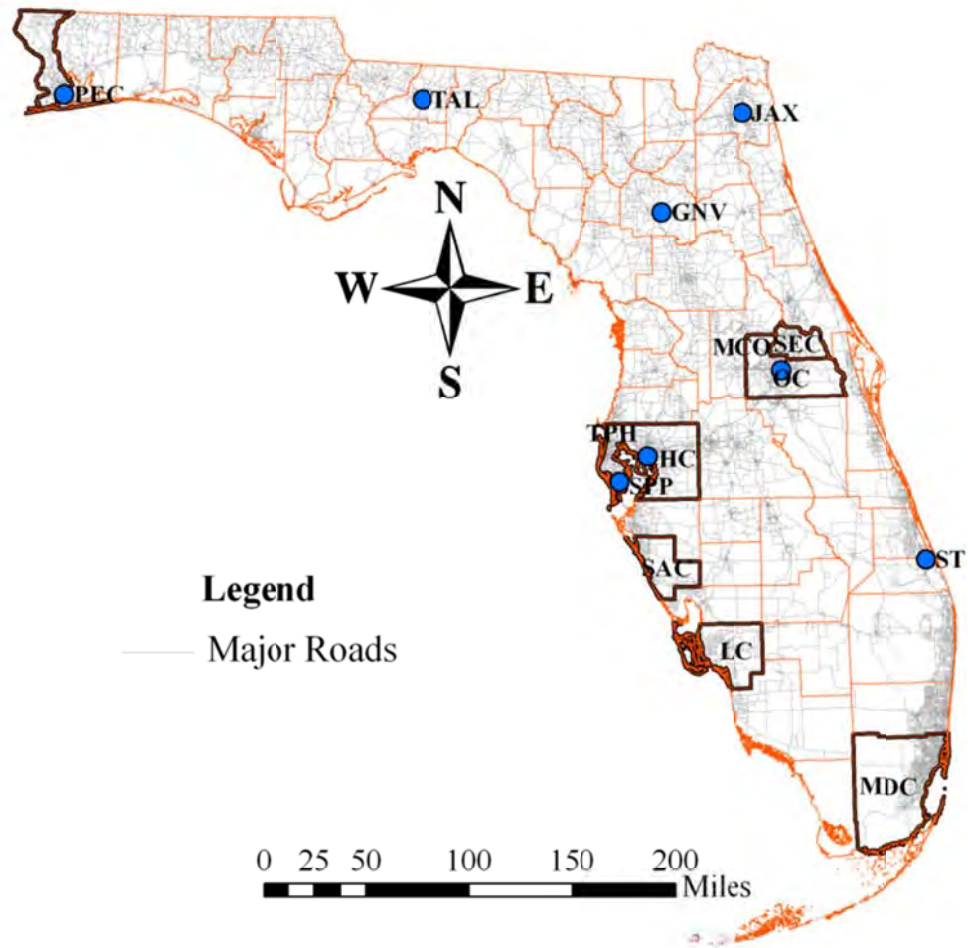 PEC
TAL
JAX
GNV
N
W E
S
MCO SEC
OC
TPH
HC
SPP
ST
SAC
Legend
Major Roads
LC
MDC
0 25 50 100 150 200
Miles